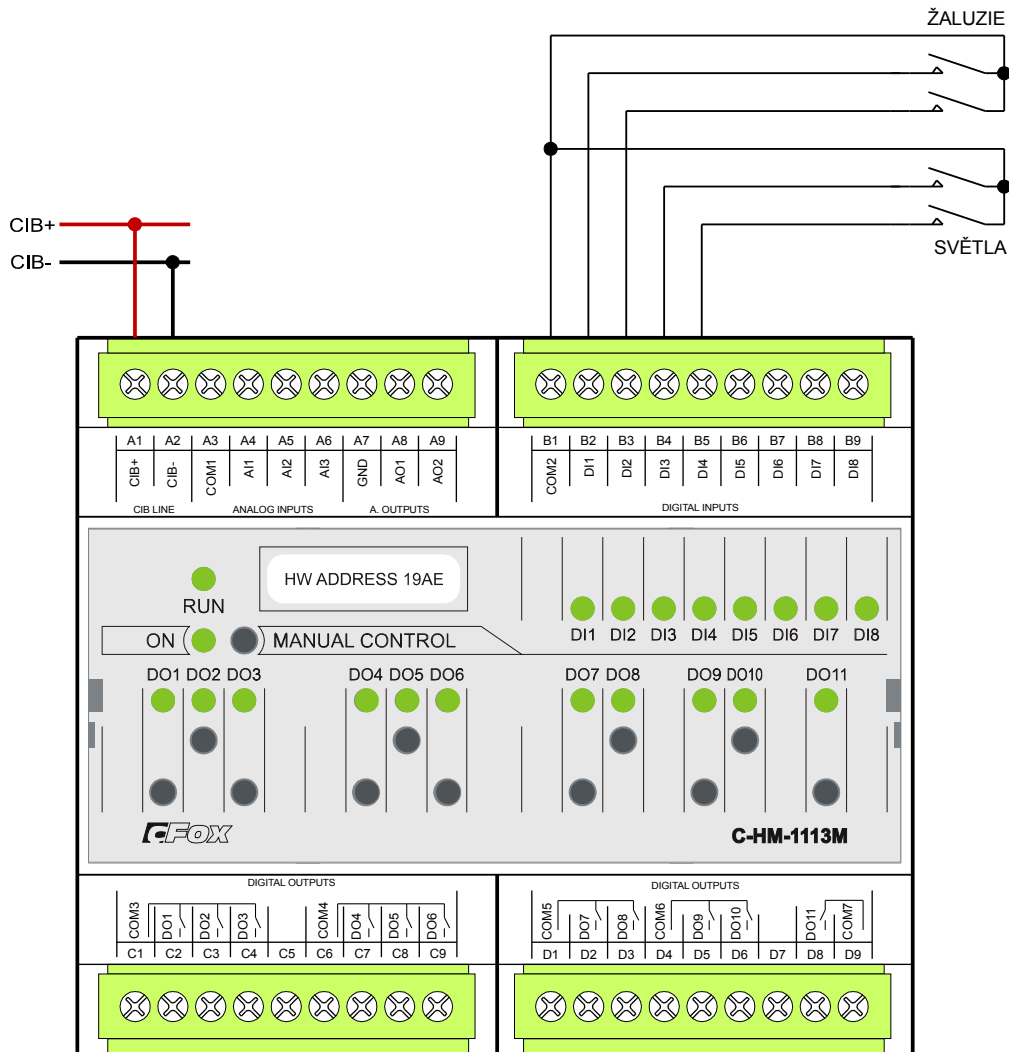 ŽALUZIE
SVĚTLA
CIB+
CIB-
A1 A2 A3 A4 A5 A6 A7 A8 A9
CIB+ CIB- COM1 AI1 AI2 AI3 GND AO1 AO2
CIB LINE ANALOG INPUTS A. OUTPUTS
B1 B2 B3 B4 B5 B6 B7 B8 B9
COM2 DI1 DI2 DI3 DI4 DI5 DI6 DI7 DI8
DIGITAL INPUTS
HW ADDRESS 19AE
RUN
ON MANUAL CONTROL
DI1 DI2 DI3 DI4 DI5 DI6 DI7 DI8
DO1 DO2 DO3 DO4 DO5 DO6 DO7 DO8 DO9 DO10 DO11
CFox
C-HM-1113M
DIGITAL OUTPUTS
COM3 DO1 DO2 DO3 COM4 DO4 DO5 DO6
C1 C2 C3 C4 C5 C6 C7 C8 C9
DIGITAL OUTPUTS
COM5 DO7 DO8 COM6 DO9 DO10 DO11 COM7
D1 D2 D3 D4 D5 D6 D7 D8 D9